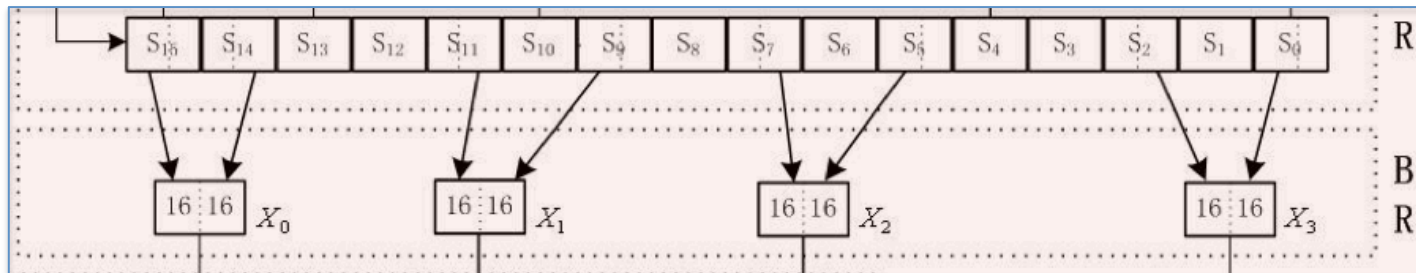 S₁₅ S₁₄ S₁₃ S₁₂ S₁₁ S₁₀ S₉ S₈ S₇ S₆ S₅ S₄ S₃ S₂ S₁ S₀ R
B
16 16 X₀ 16 16 X₁ 16 16 X₂ 16 16 X₃ R